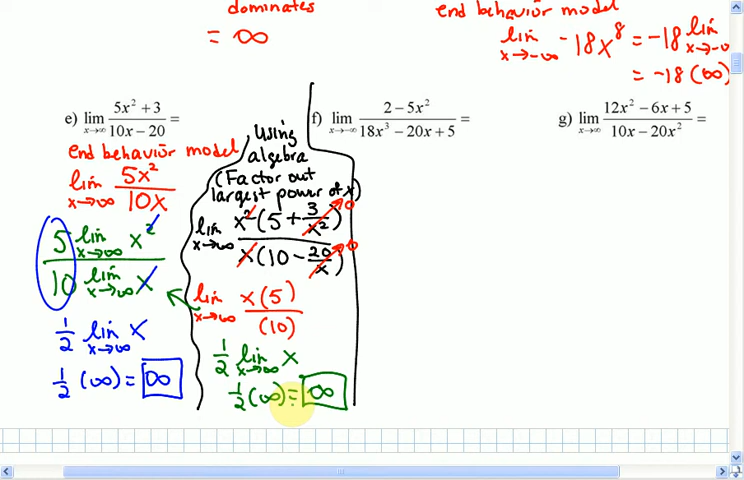 dominates
= ∞
end behavior model
lim x→-∞ -18x⁸ = -18 lim x→-∞
= -18(∞)
e) lim x→∞ (5x² + 3)/(10x − 20) =
end behavior model
lim x→∞ 5x²/10x
5 lim x→∞ x²
10 lim x→∞ x
1/2 lim x→∞ x
1/2 (∞) = ∞
using
algebra
(Factor out
largest power of x)
lim x→∞ x²(5 + 3/x²) 0
x(10 − 20/x) 0
lim x→∞ x(5)/(10)
1/2 lim x→∞ x
1/2 (∞) = ∞
f) lim x→-∞ (2 − 5x²)/(18x³ − 20x + 5) =
g) lim x→∞ (12x² − 6x + 5)/(10x − 20x²) =